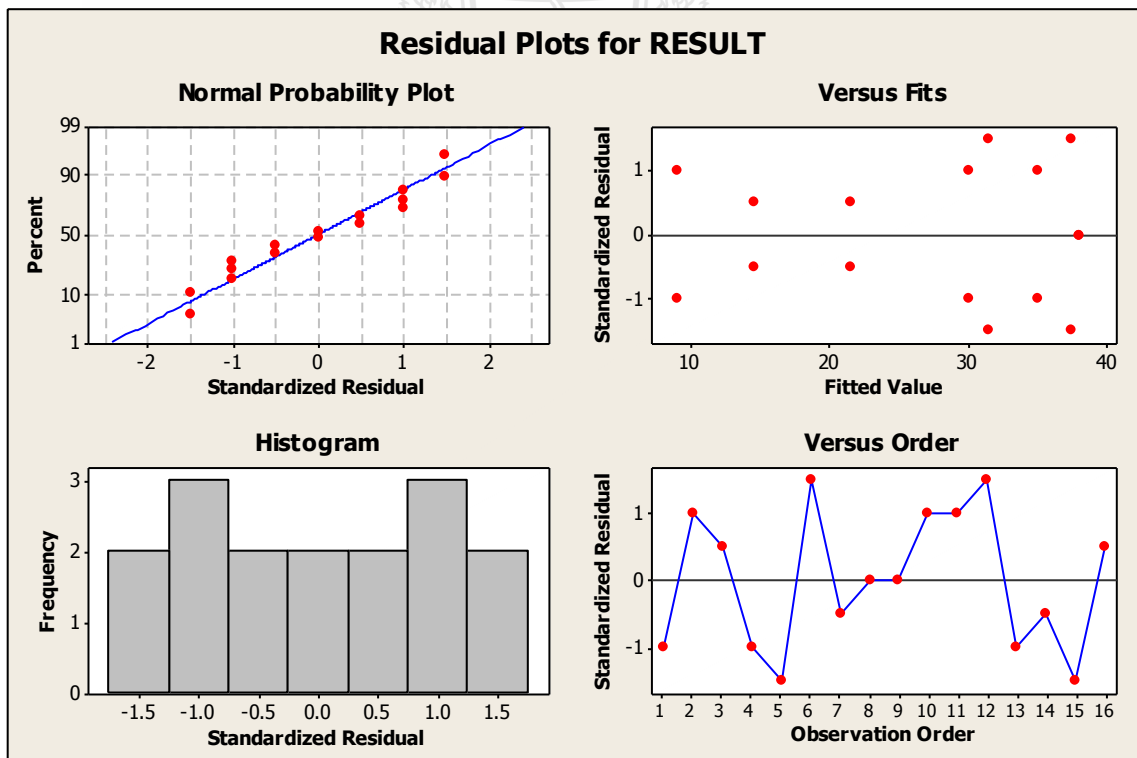 Residual Plots for RESULT
Normal Probability Plot
99
90
50
10
1
Percent
-2 -1 0 1 2
Standardized Residual
Versus Fits
1
0
-1
Standardized Residual
10 20 30 40
Fitted Value
Histogram
3
2
1
0
Frequency
-1.5 -1.0 -0.5 0.0 0.5 1.0 1.5
Standardized Residual
Versus Order
1
0
-1
Standardized Residual
1 2 3 4 5 6 7 8 9 10 11 12 13 14 15 16
Observation Order